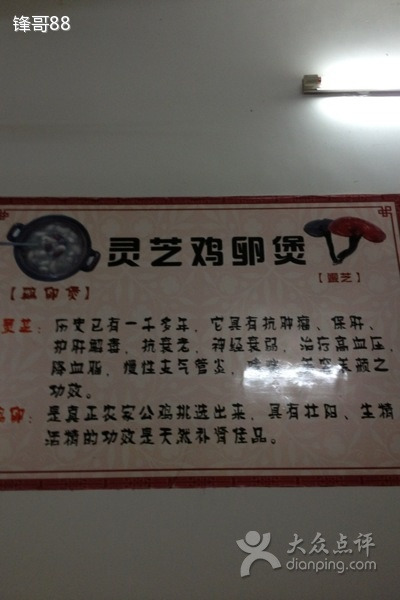 锋哥88
灵芝鸡卵煲
【鸡卵煲】
【灵芝】
灵芝：历史已有一千多年，它具有抗肿瘤、保肝、
护肝解毒，抗衰老，神经衰弱，治疗高血压
降血脂，慢性支气管炎，美容美颜之
功效。
鸡卵：是真正农家公鸡挑选出来，具有壮阳、生精
活精的功效是天然补肾佳品。
大众点评
dianping.com